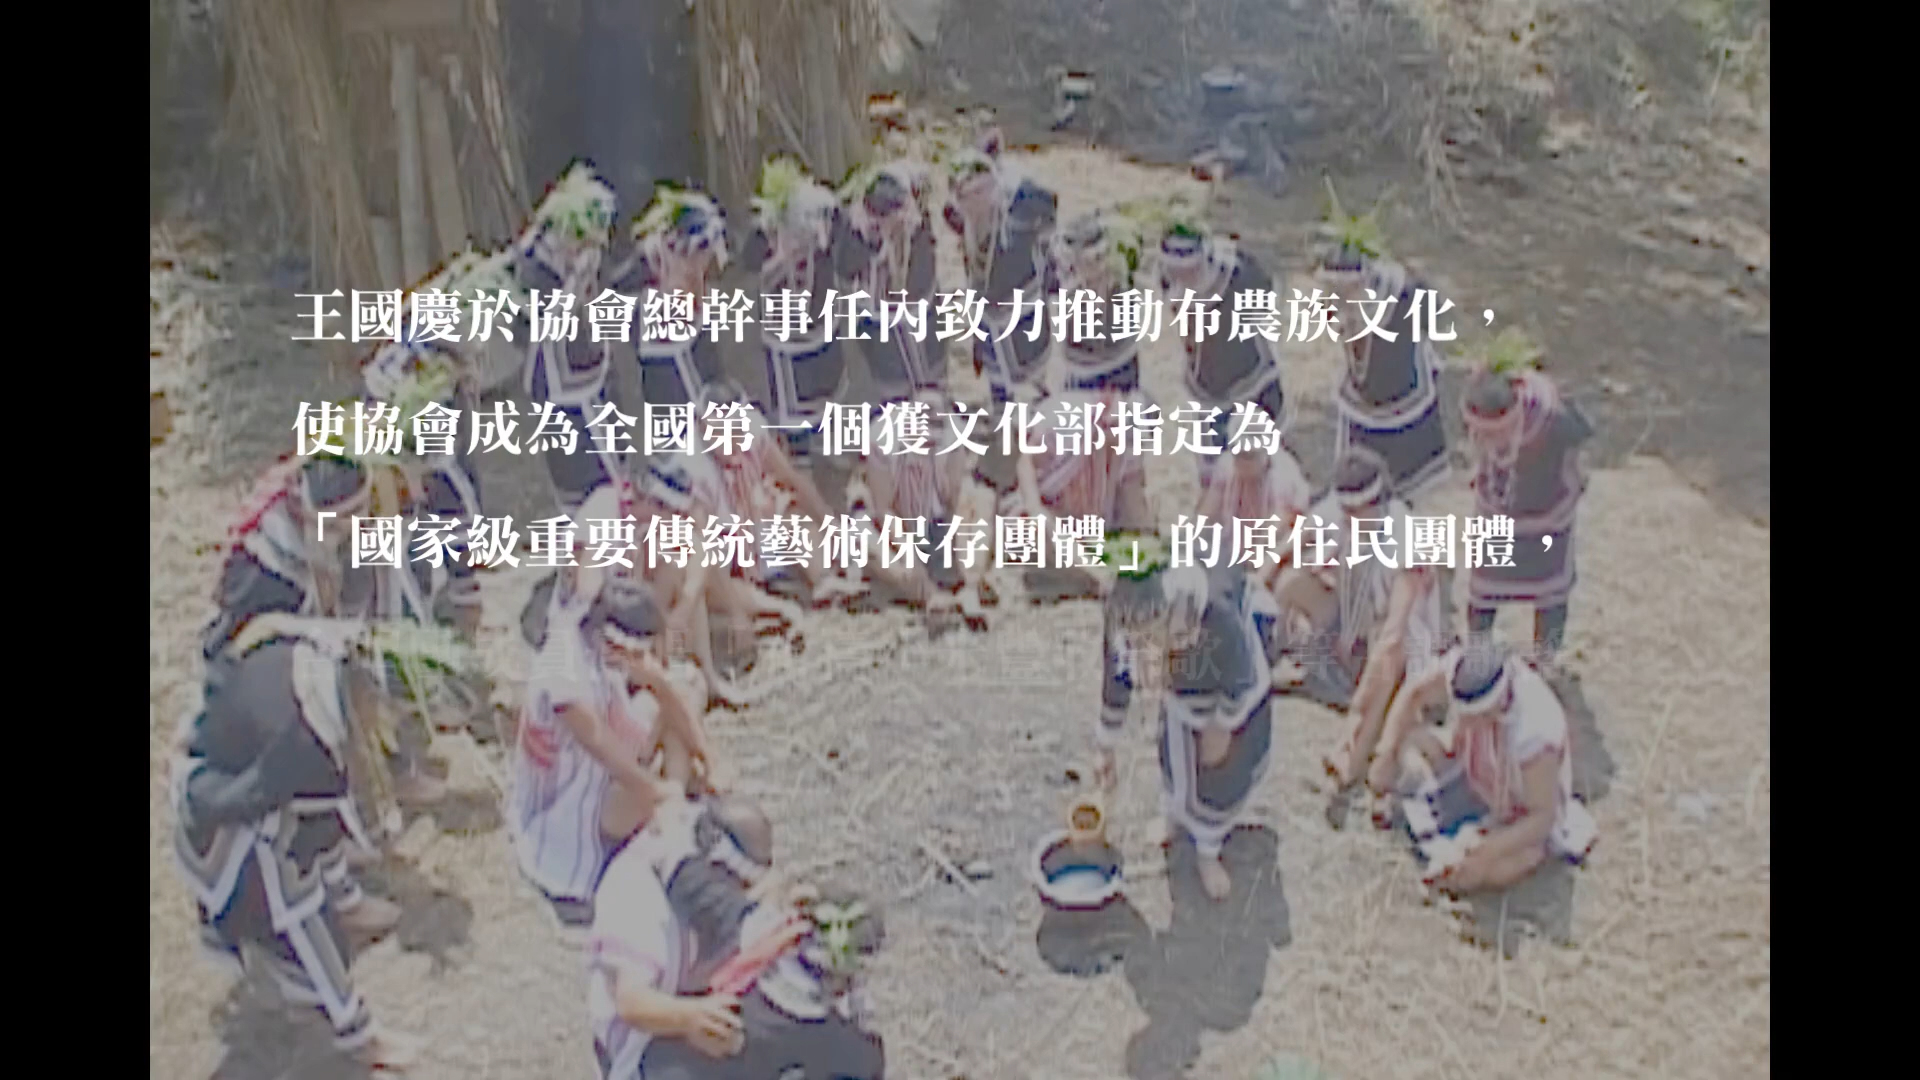 王國慶於協會總幹事任內致力推動布農族文化，
使協會成為全國第一個獲文化部指定為
「國家級重要傳統藝術保存團體」的原住民團體，